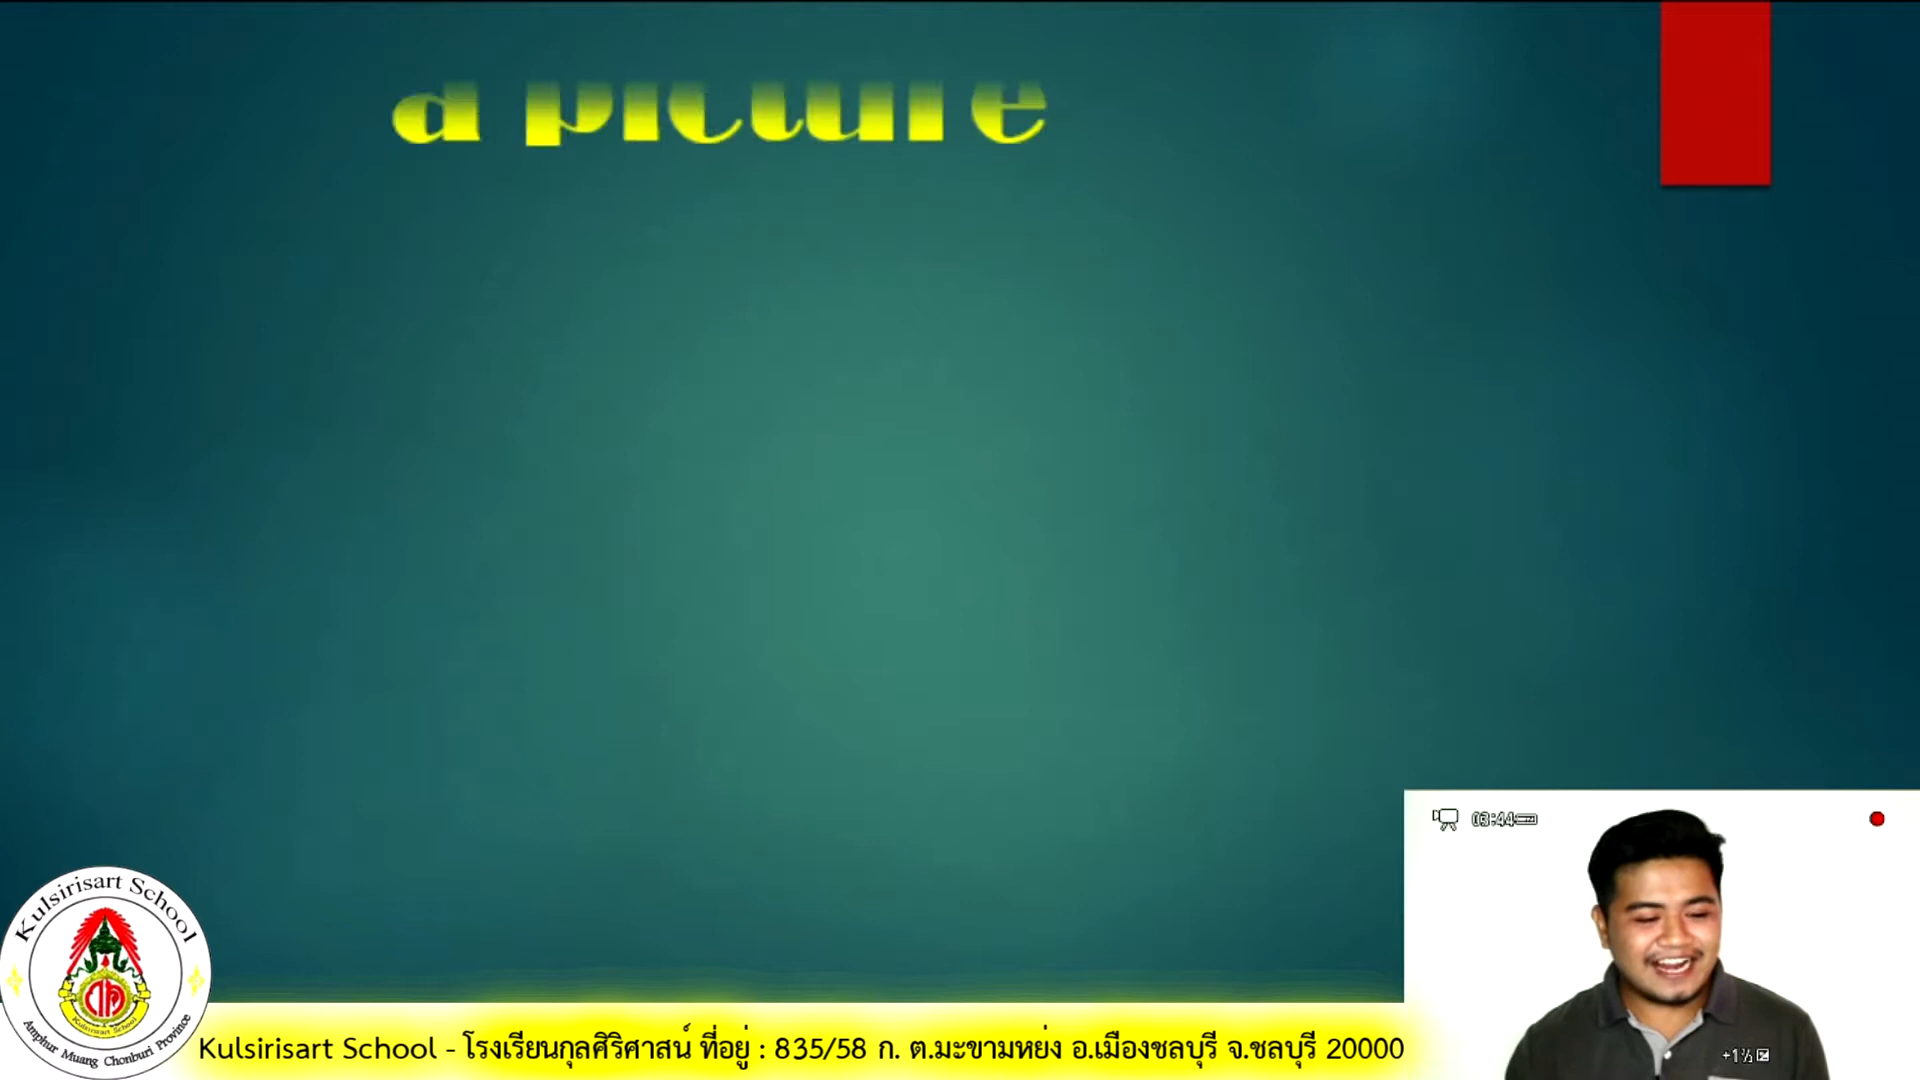 a picture
03:44
Kulsirisart School
Kulsirisart School
Amphur Muang Chonburi Province
Kulsirisart School - โรงเรียนกุลศิริศาสน์ ที่อยู่ : 835/58 ก. ต.มะขามหย่ง อ.เมืองชลบุรี จ.ชลบุรี 20000